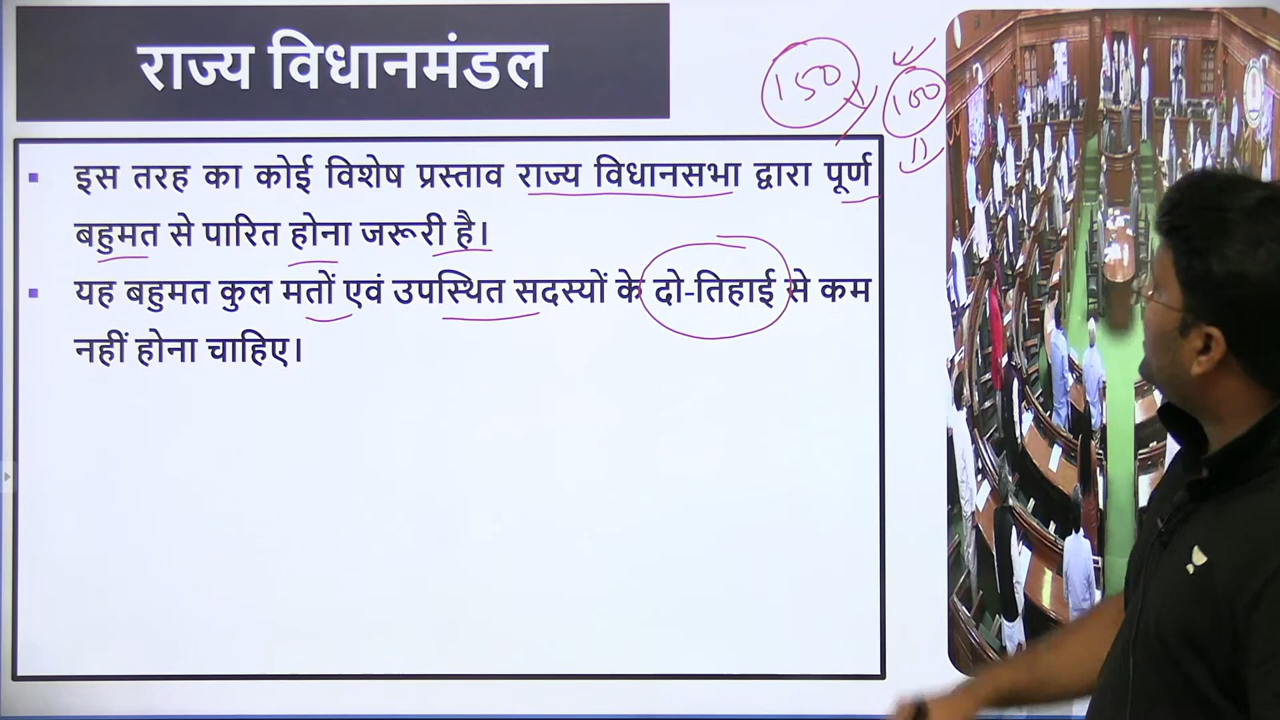 राज्य विधानमंडल
150
100
इस तरह का कोई विशेष प्रस्ताव राज्य विधानसभा द्वारा पूर्ण
बहुमत से पारित होना जरूरी है।
यह बहुमत कुल मतों एवं उपस्थित सदस्यों के दो-तिहाई से कम
नहीं होना चाहिए।